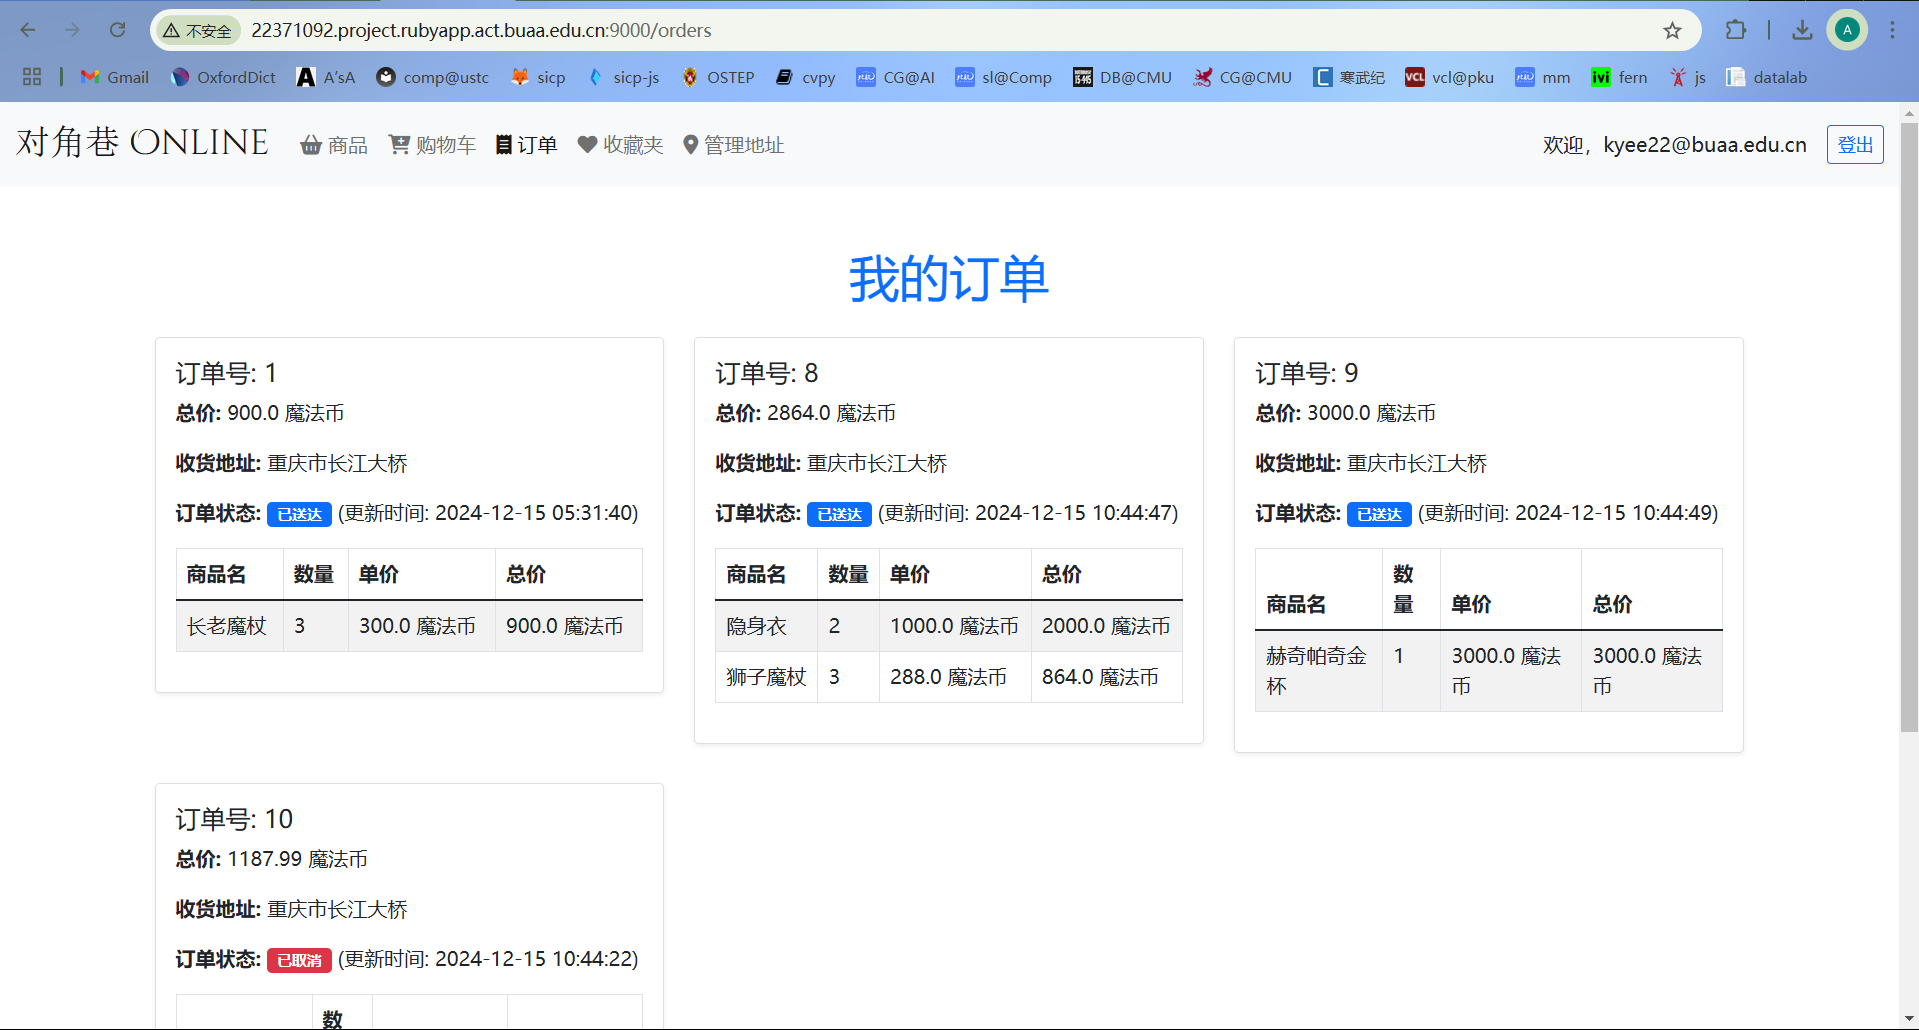 不安全 22371092.project.rubyapp.act.buaa.edu.cn:9000/orders A
Gmail OxfordDict A'sA comp@ustc sicp sicp-js OSTEP cvpy CG@AI sl@Comp DB@CMU CG@CMU 寒武纪 vcl@pku mm fern js datalab
对角巷 ONLINE 商品 购物车 订单 收藏夹 管理地址 欢迎，kyee22@buaa.edu.cn 登出
我的订单
订单号: 1
总价: 900.0 魔法币
收货地址: 重庆市长江大桥
订单状态: 已送达 (更新时间: 2024-12-15 05:31:40)
商品名 数量 单价 总价
长老魔杖 3 300.0 魔法币 900.0 魔法币
订单号: 8
总价: 2864.0 魔法币
收货地址: 重庆市长江大桥
订单状态: 已送达 (更新时间: 2024-12-15 10:44:47)
商品名 数量 单价 总价
隐身衣 2 1000.0 魔法币 2000.0 魔法币
狮子魔杖 3 288.0 魔法币 864.0 魔法币
订单号: 9
总价: 3000.0 魔法币
收货地址: 重庆市长江大桥
订单状态: 已送达 (更新时间: 2024-12-15 10:44:49)
数
商品名 量 单价 总价
赫奇帕奇金 1 3000.0 魔法 3000.0 魔法
杯 币 币
订单号: 10
总价: 1187.99 魔法币
收货地址: 重庆市长江大桥
订单状态: 已取消 (更新时间: 2024-12-15 10:44:22)
数